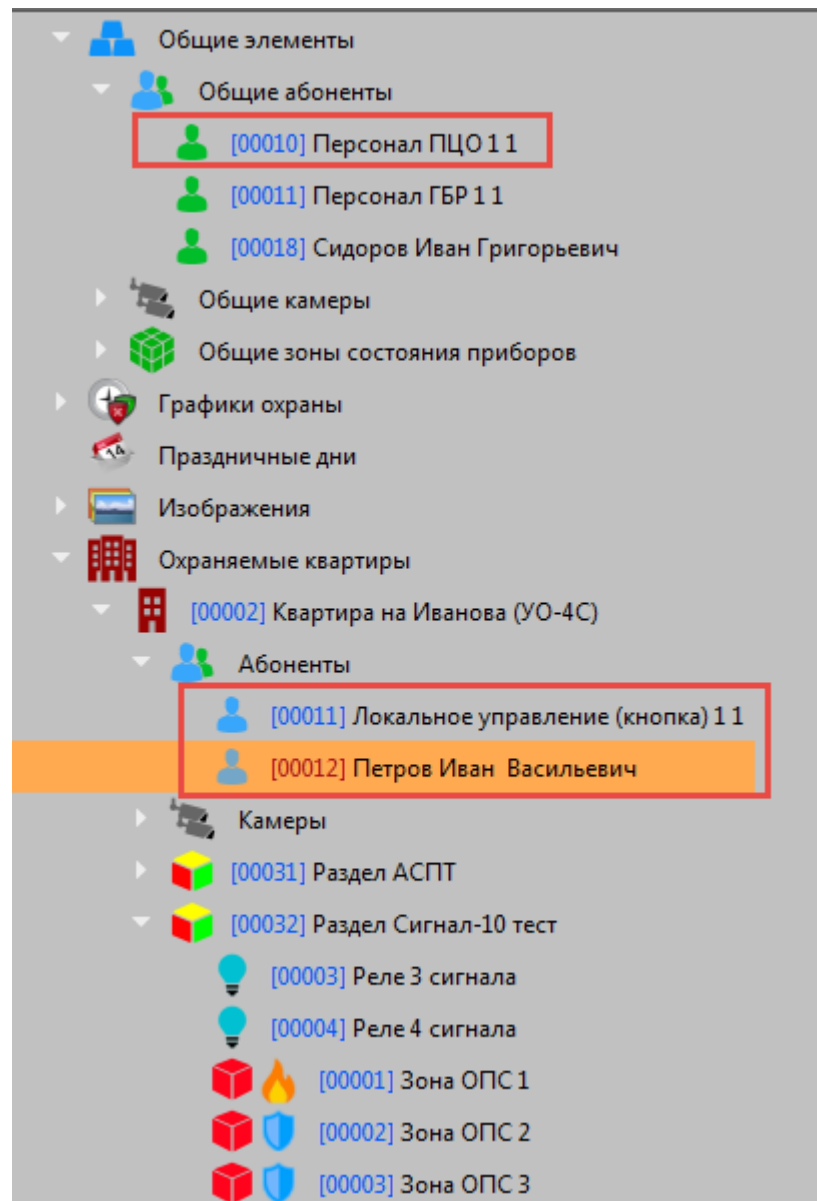 Общие элементы
Общие абоненты
[00010] Персонал ПЦО 1 1
[00011] Персонал ГБР 1 1
[00018] Сидоров Иван Григорьевич
Общие камеры
Общие зоны состояния приборов
Графики охраны
Праздничные дни
Изображения
Охраняемые квартиры
[00002] Квартира на Иванова (УО-4С)
Абоненты
[00011] Локальное управление (кнопка) 1 1
[00012] Петров Иван  Васильевич
Камеры
[00031] Раздел АСПТ
[00032] Раздел Сигнал-10 тест
[00003] Реле 3 сигнала
[00004] Реле 4 сигнала
[00001] Зона ОПС 1
[00002] Зона ОПС 2
[00003] Зона ОПС 3